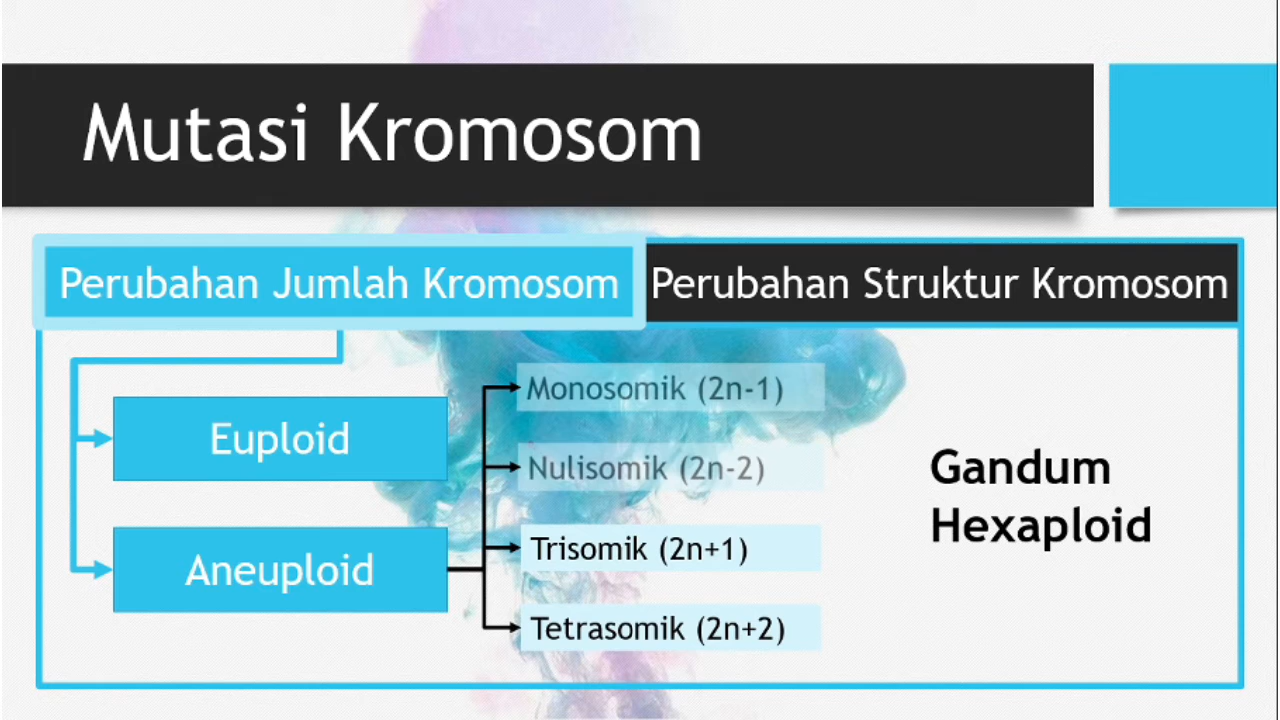 Mutasi Kromosom
Perubahan Jumlah Kromosom
Perubahan Struktur Kromosom
Euploid
Aneuploid
Monosomik (2n-1)
Nulisomik (2n-2)
Trisomik (2n+1)
Tetrasomik (2n+2)
Gandum
Hexaploid